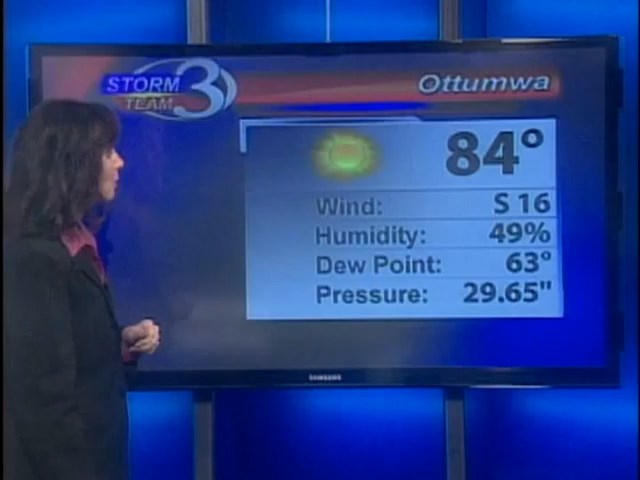 STORM
TEAM 3
Ottumwa
84°
Wind: S 16
Humidity: 49%
Dew Point: 63°
Pressure: 29.65"
SAMSUNG